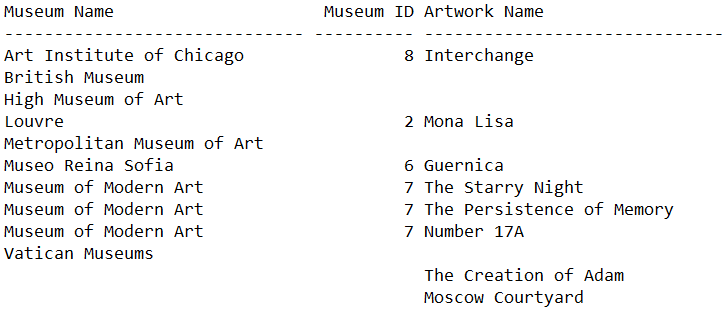 Museum Name                     Museum ID Artwork Name
------------------------------ ---------- ------------------------------
Art Institute of Chicago                8 Interchange
British Museum
High Museum of Art
Louvre                                  2 Mona Lisa
Metropolitan Museum of Art
Museo Reina Sofia                       6 Guernica
Museum of Modern Art                    7 The Starry Night
Museum of Modern Art                    7 The Persistence of Memory
Museum of Modern Art                    7 Number 17A
Vatican Museums
                                          The Creation of Adam
                                          Moscow Courtyard